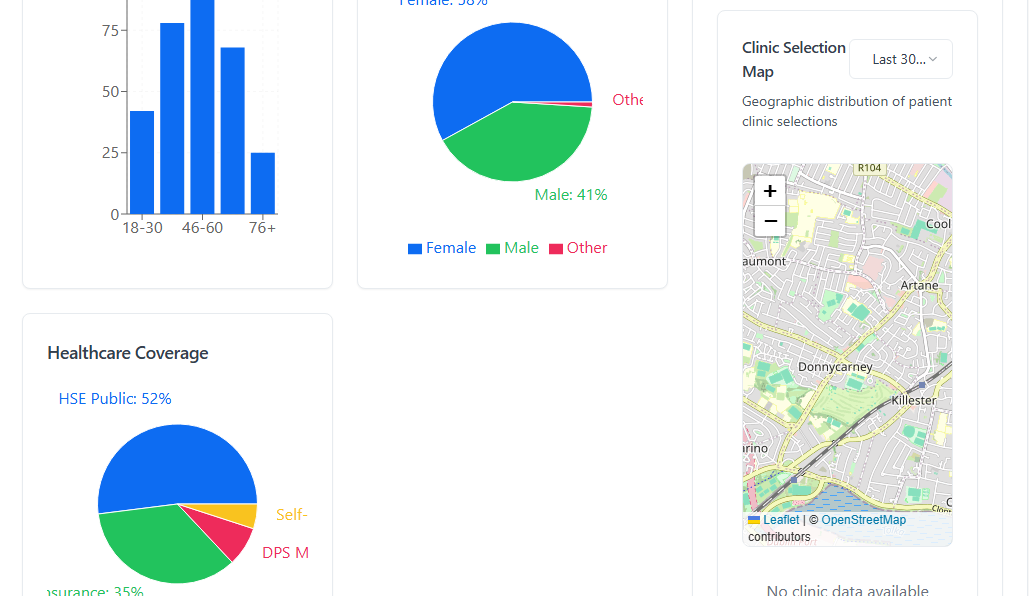 75
50
25
0
18-30 46-60 76+
Female: 58%
Male: 41%
Female Male Other
Healthcare Coverage
HSE Public: 52%
Self-
DPS M
surance: 35%
Clinic Selection
Map
Last 30...
Geographic distribution of patient
clinic selections
+
−
R104
Cool
aumont
Artane
Donnycarney
Killester
arino
Leaflet | © OpenStreetMap
contributors
No clinic data available